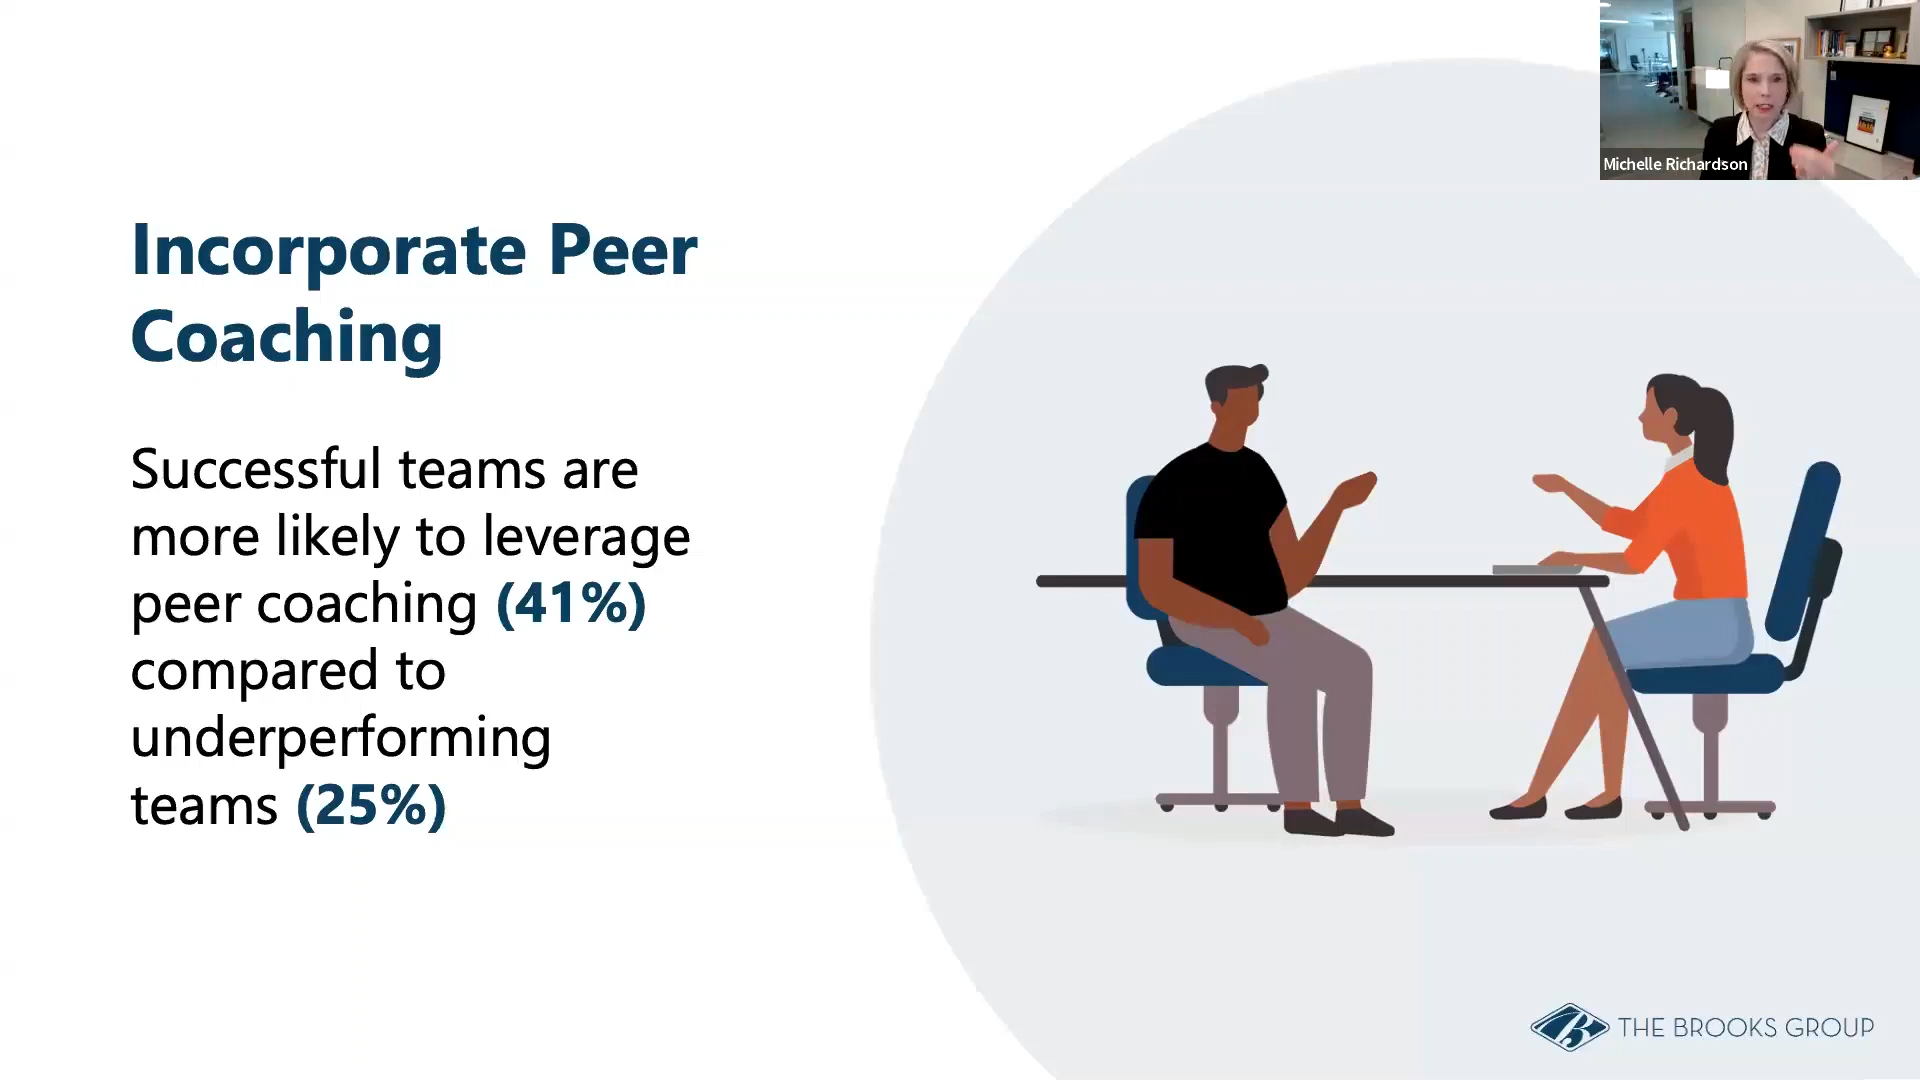 Michelle Richardson
Incorporate Peer
Coaching
Successful teams are
more likely to leverage
peer coaching (41%)
compared to
underperforming
teams (25%)
THE BROOKS GROUP